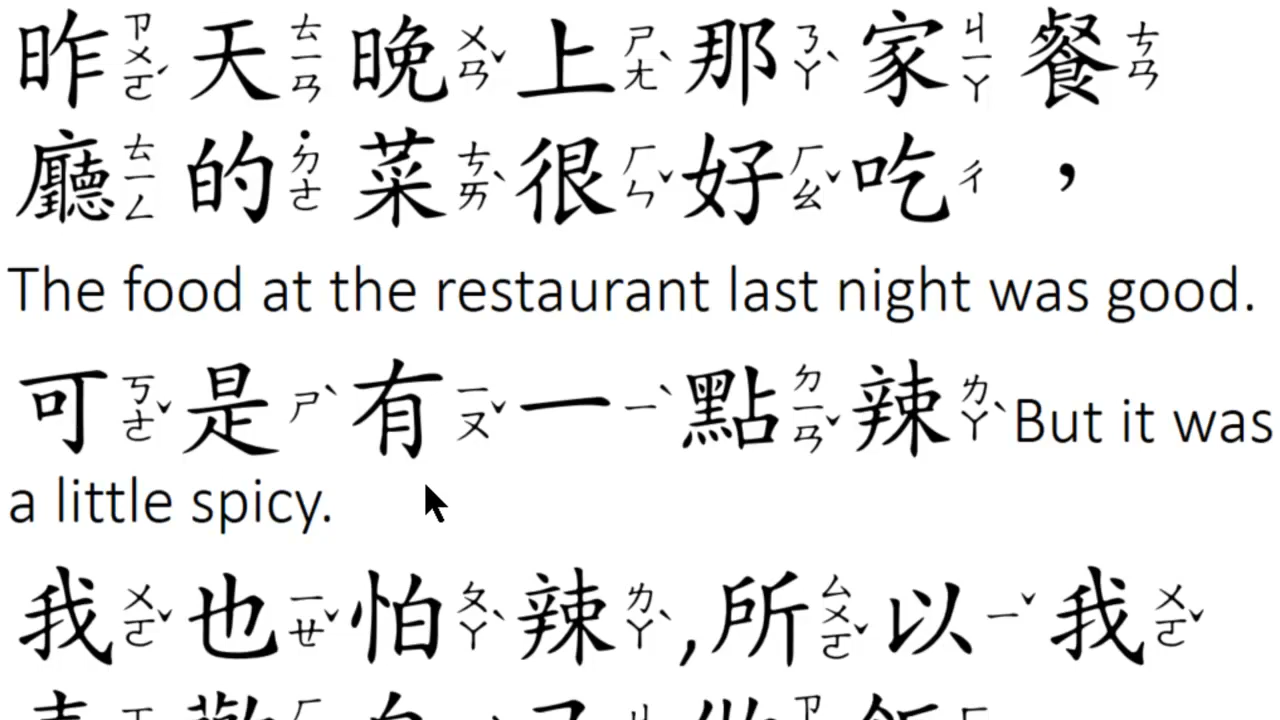 昨ㄗㄨㄛˊ天ㄊㄧㄢ晚ㄨㄢˇ上ㄕㄤˋ那ㄋㄚˋ家ㄐㄧㄚ餐ㄘㄢ
廳ㄊㄧㄥ的˙ㄉㄜ菜ㄘㄞˋ很ㄏㄣˇ好ㄏㄠˇ吃ㄔ，
The food at the restaurant last night was good.
可ㄎㄜˇ是ㄕˋ有ㄧㄡˇ一ㄧˋ點ㄉㄧㄢˇ辣ㄌㄚˋBut it was
a little spicy.
我ㄨㄛˇ也ㄧㄝˇ怕ㄆㄚˋ辣ㄌㄚˋ,所ㄙㄨㄛˇ以ㄧˇ我ㄨㄛˇ